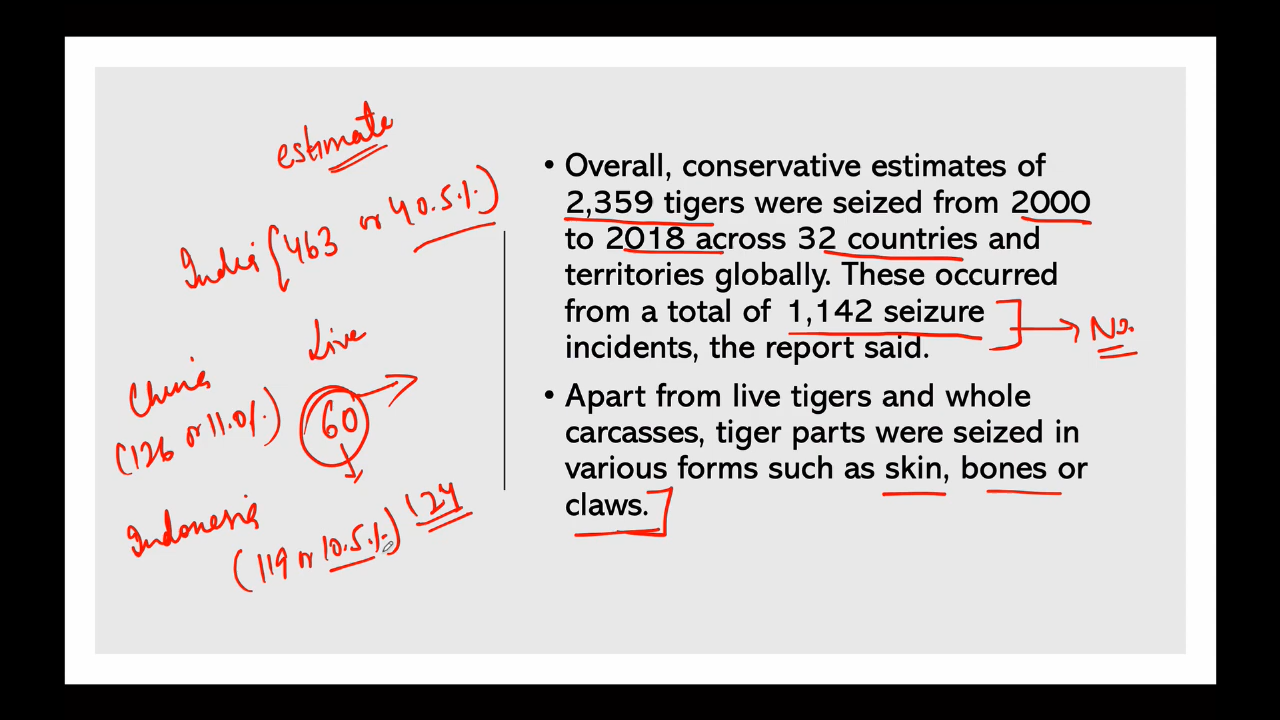 estimate
India (463 or 40.5%)
Live
60
China
(126 or 11.0%)
Indonesia
(119 or 10.5%) 124
• Overall, conservative estimates of
2,359 tigers were seized from 2000
to 2018 across 32 countries and
territories globally. These occurred
from a total of 1,142 seizure
incidents, the report said.
No.
• Apart from live tigers and whole
carcasses, tiger parts were seized in
various forms such as skin, bones or
claws.